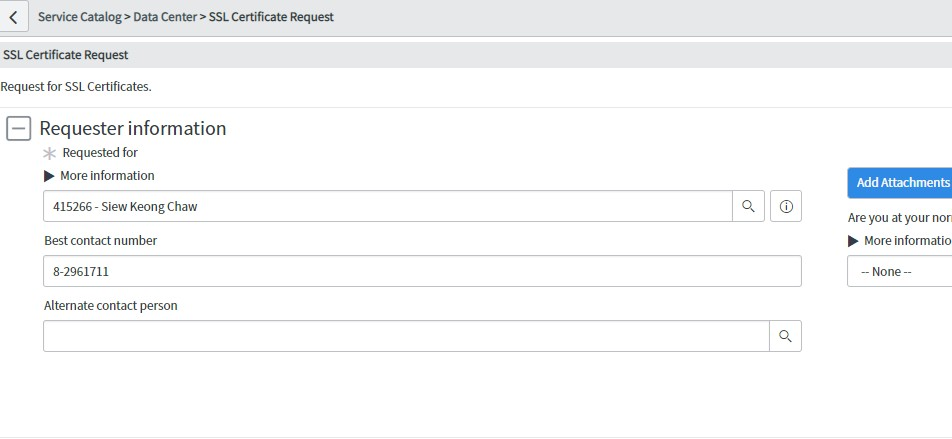 Service Catalog > Data Center > SSL Certificate Request
SSL Certificate Request
Request for SSL Certificates.
Requester information
Requested for
More information
415266 - Siew Keong Chaw
Best contact number
8-2961711
Alternate contact person
Add Attachments
Are you at your
More
-- None --